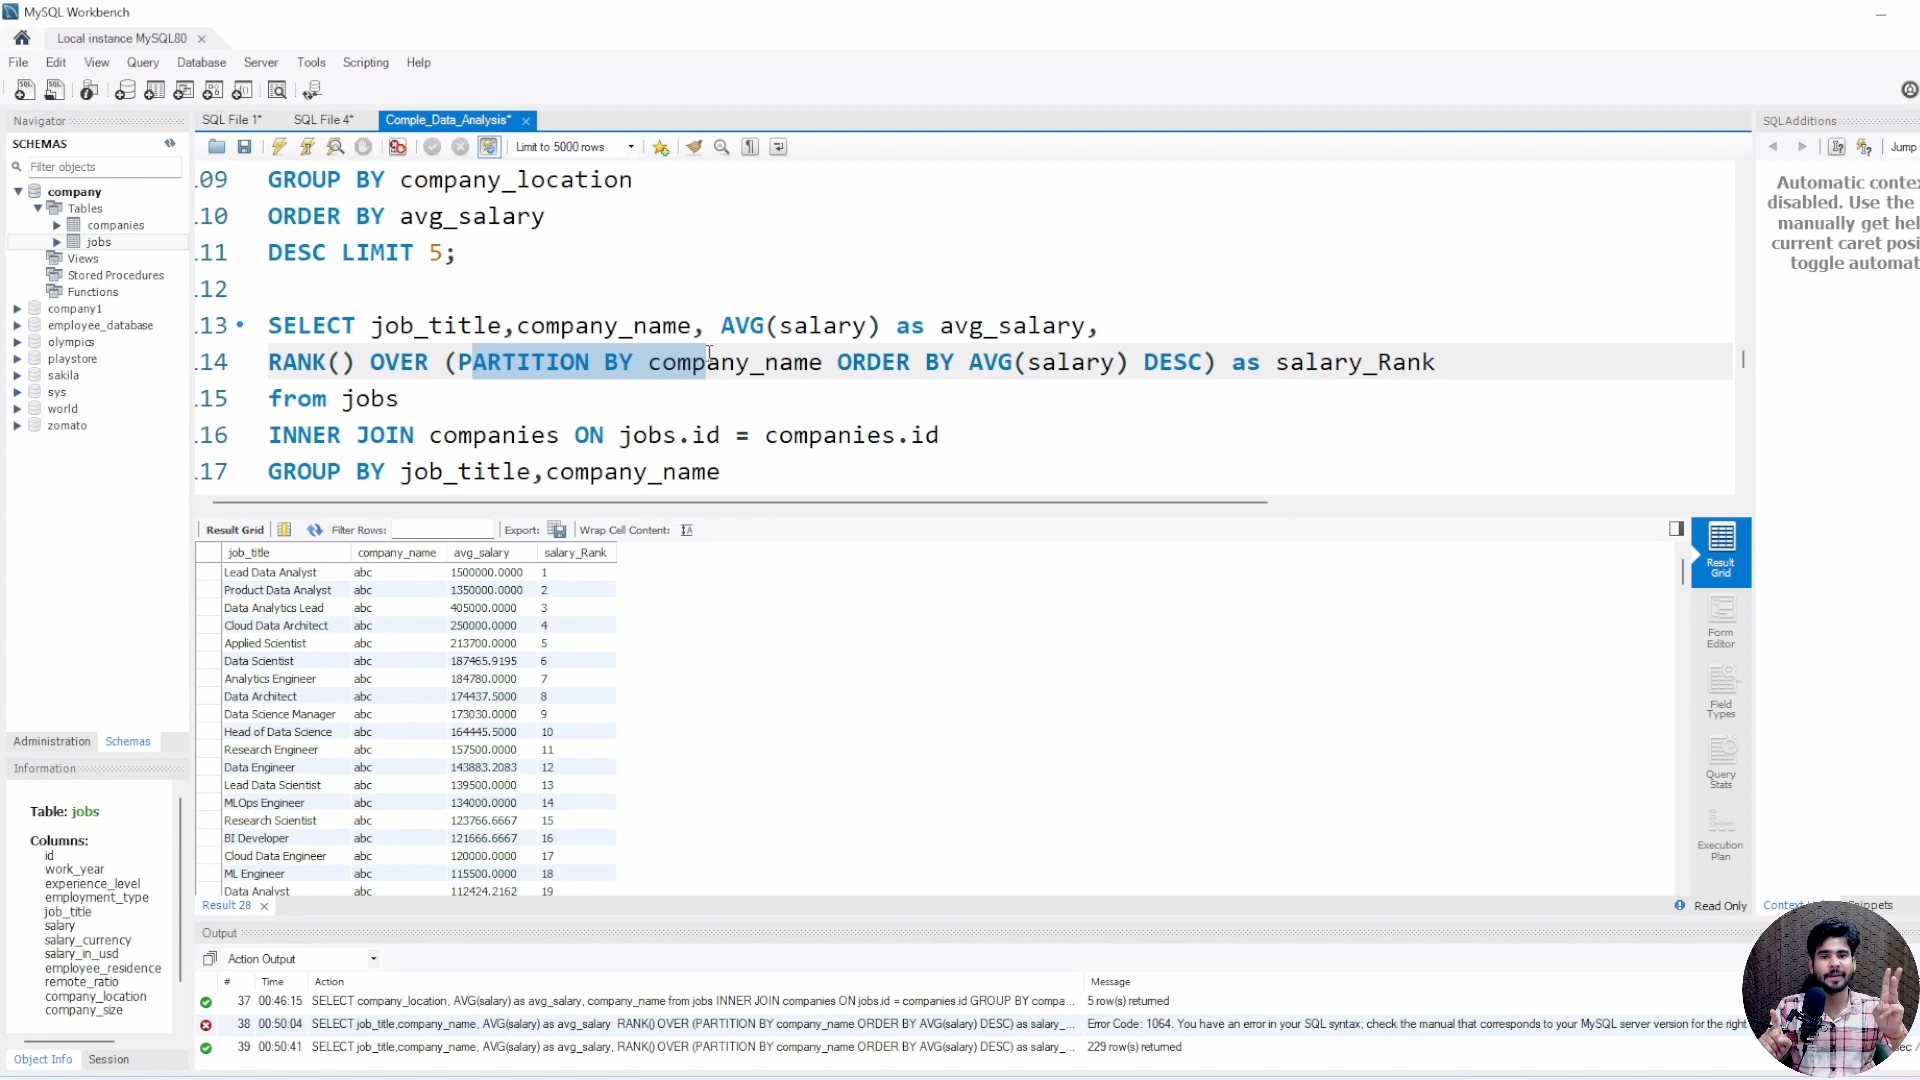 MySQL Workbench
Local instance MySQL80
File Edit View Query Database Server Tools Scripting Help
Navigator
SCHEMAS
Filter objects
company
Tables
companies
jobs
Views
Stored Procedures
Functions
company1
employee_database
olympics
playstore
sakila
sys
world
zomato
Administration Schemas
Information
Table: jobs
Columns:
id
work_year
experience_level
employment_type
job_title
salary
salary_currency
salary_in_usd
employee_residence
remote_ratio
company_location
company_size
Object Info Session
SQL File 1* SQL File 4* Comple_Data_Analysis*
Limit to 5000 rows
09 GROUP BY company_location
10 ORDER BY avg_salary
11 DESC LIMIT 5;
12
13 SELECT job_title,company_name, AVG(salary) as avg_salary,
14 RANK() OVER (PARTITION BY company_name ORDER BY AVG(salary) DESC) as salary_Rank
15 from jobs
16 INNER JOIN companies ON jobs.id = companies.id
17 GROUP BY job_title,company_name
Result Grid Filter Rows: Export: Wrap Cell Content:
job_title company_name avg_salary salary_Rank
Lead Data Analyst abc 1500000.0000 1
Product Data Analyst abc 1350000.0000 2
Data Analytics Lead abc 405000.0000 3
Cloud Data Architect abc 250000.0000 4
Applied Scientist abc 213700.0000 5
Data Scientist abc 187465.9195 6
Analytics Engineer abc 184780.0000 7
Data Architect abc 174437.5000 8
Data Science Manager abc 173030.0000 9
Head of Data Science abc 164445.5000 10
Research Engineer abc 157500.0000 11
Data Engineer abc 143883.2083 12
Lead Data Scientist abc 139500.0000 13
MLOps Engineer abc 134000.0000 14
Research Scientist abc 123766.6667 15
BI Developer abc 121666.6667 16
Cloud Data Engineer abc 120000.0000 17
ML Engineer abc 115500.0000 18
Data Analyst abc 112424.2162 19
Result 28
Read Only
Result Grid
Form Editor
Field Types
Query Stats
Execution Plan
SQLAdditions
Jump
Automatic contex
disabled. Use the
manually get hel
current caret posi
toggle automat
Output
Action Output
# Time Action Message
37 00:46:15 SELECT company_location, AVG(salary) as avg_salary, company_name from jobs INNER JOIN companies ON jobs.id = companies.id GROUP BY compa... 5 row(s) returned
38 00:50:04 SELECT job_title,company_name, AVG(salary) as avg_salary RANK() OVER (PARTITION BY company_name ORDER BY AVG(salary) DESC) as salary_... Error Code: 1064. You have an error in your SQL syntax; check the manual that corresponds to your MySQL server version for the right
39 00:50:41 SELECT job_title,company_name, AVG(salary) as avg_salary, RANK() OVER (PARTITION BY company_name ORDER BY AVG(salary) DESC) as salary_... 229 row(s) returned